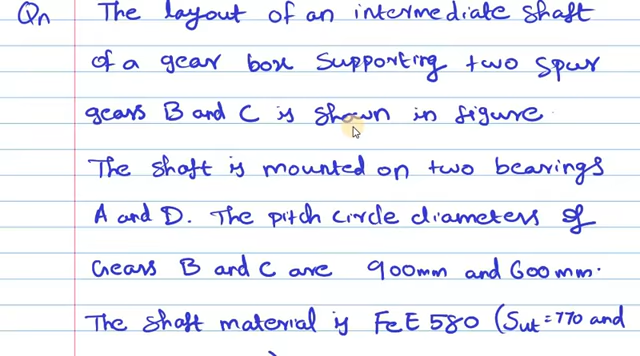 Qn The layout of an intermediate shaft
of a gear box supporting two spur
gears B and C is shown in figure.
The shaft is mounted on two bearings
A and D. The pitch circle diameters of
Gears B and C are 900mm and 600mm.
The shaft material is FeE 580 (Sut = 770 and